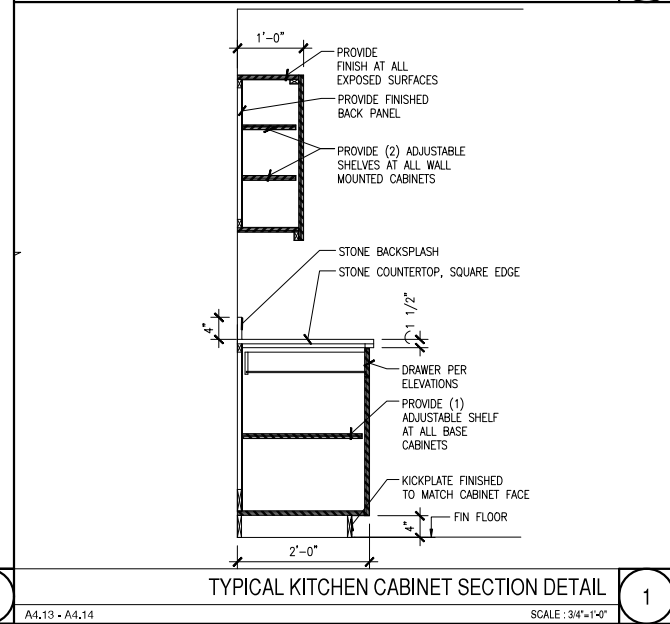 1'-0"
PROVIDE
FINISH AT ALL
EXPOSED SURFACES
PROVIDE FINISHED
BACK PANEL
PROVIDE (2) ADJUSTABLE
SHELVES AT ALL WALL
MOUNTED CABINETS
STONE BACKSPLASH
STONE COUNTERTOP, SQUARE EDGE
4"
1 1/2"
DRAWER PER
ELEVATIONS
PROVIDE (1)
ADJUSTABLE SHELF
AT ALL BASE
CABINETS
KICKPLATE FINISHED
TO MATCH CABINET FACE
4"
FIN FLOOR
2'-0"
TYPICAL KITCHEN CABINET SECTION DETAIL
1
A4.13 - A4.14
SCALE : 3/4"=1'-0"